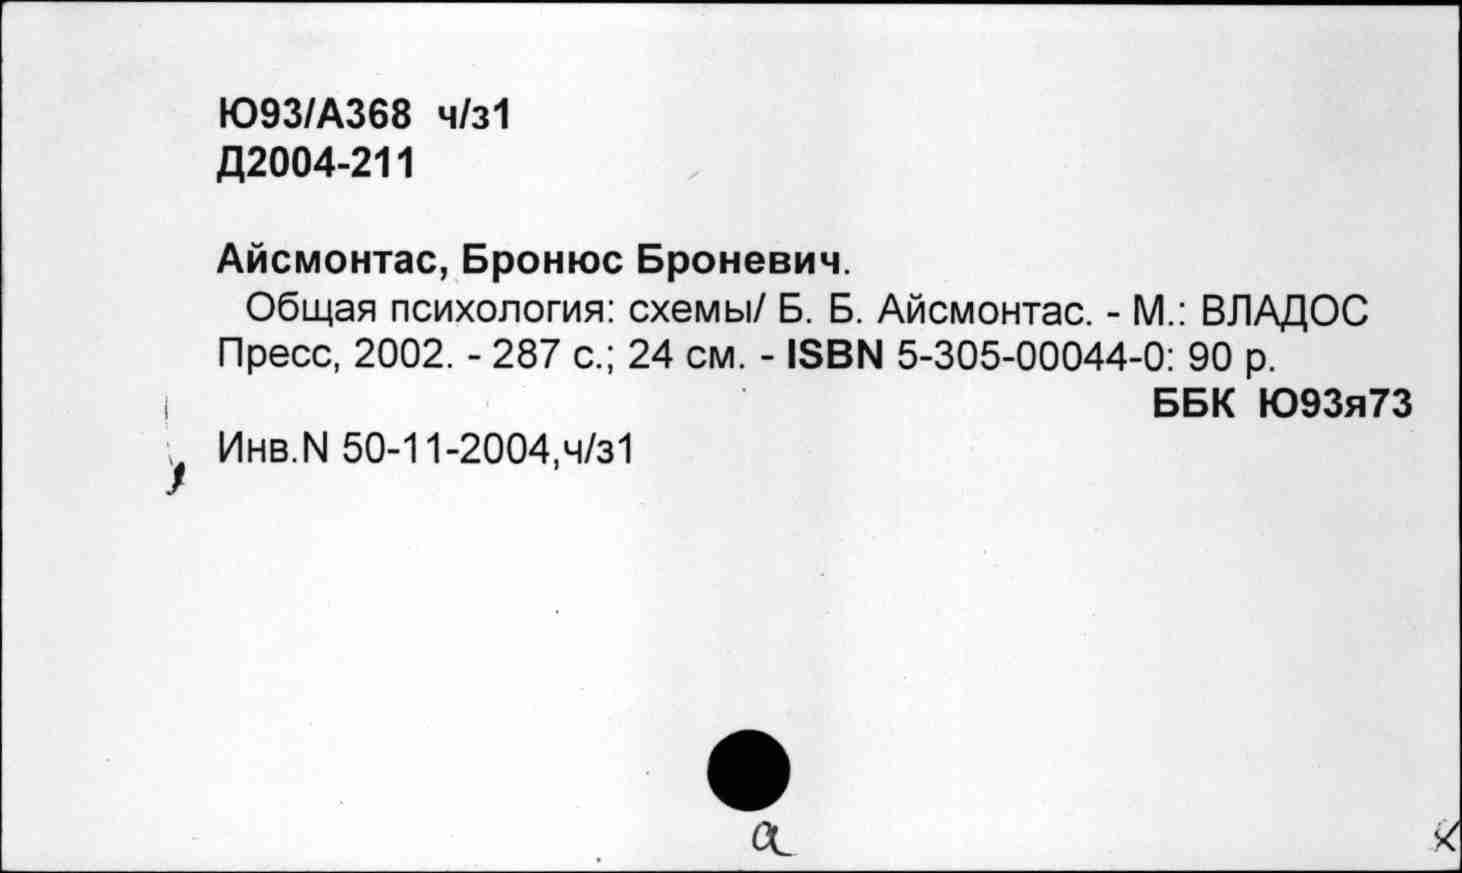 Ю93/А368 ч/з1
Д2004-211
Айсмонтас, Бронюс Броневич.
Общая психология: схемы/ Б. Б. Айсмонтас. - М.: ВЛАДОС
Пресс, 2002. - 287 с.; 24 см. - ISBN 5-305-00044-0: 90 р.
ББК Ю93я73
Инв.N 50-11-2004,ч/з1
а